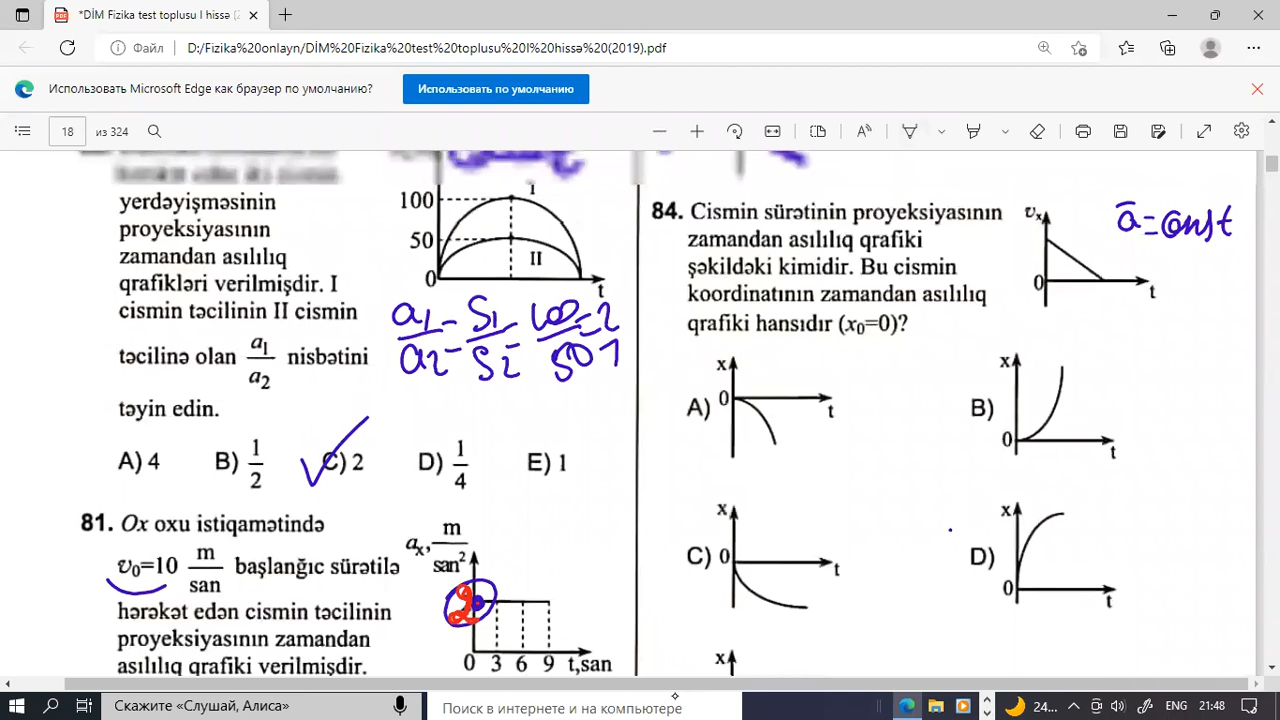 *DİM Fizika test toplusu I hissə (2
Файл
D:/Fizika%20onlayn/DİM%20Fizika%20test%20toplusu%20I%20hissə%20(2019).pdf
Использовать Microsoft Edge как браузер по умолчанию?
Использовать по умолчанию
18 из 324
yerdəyişməsinin
proyeksiyasının
zamandan asılılıq
qrafikləri verilmişdir. I
cismin təcilinin II cismin
təcilinə olan a₁/a₂ nisbətini
təyin edin.
100
50
0
I
II
t
a₁/a₂=S₁/S₂=100/50=2/1
A) 4 B) 1/2 C) 2 D) 1/4 E) 1
81. Ox oxu istiqamətində
υ₀=10 m/san başlanğıc sürətilə
hərəkət edən cismin təcilinin
proyeksiyasının zamandan
asılılıq qrafiki verilmişdir.
aₓ, m/san²
2
0 3 6 9 t,san
84. Cismin sürətinin proyeksiyasının
zamandan asılılıq qrafiki
şəkildəki kimidir. Bu cismin
koordinatının zamandan asılılıq
qrafiki hansıdır (x₀=0)?
υₓ
0
t
a=const
A) x 0 t
B) x 0 t
C) x 0 t
D) x 0 t
x
Скажите «Слушай, Алиса»
Поиск в интернете и на компьютере
24...
ENG
21:48